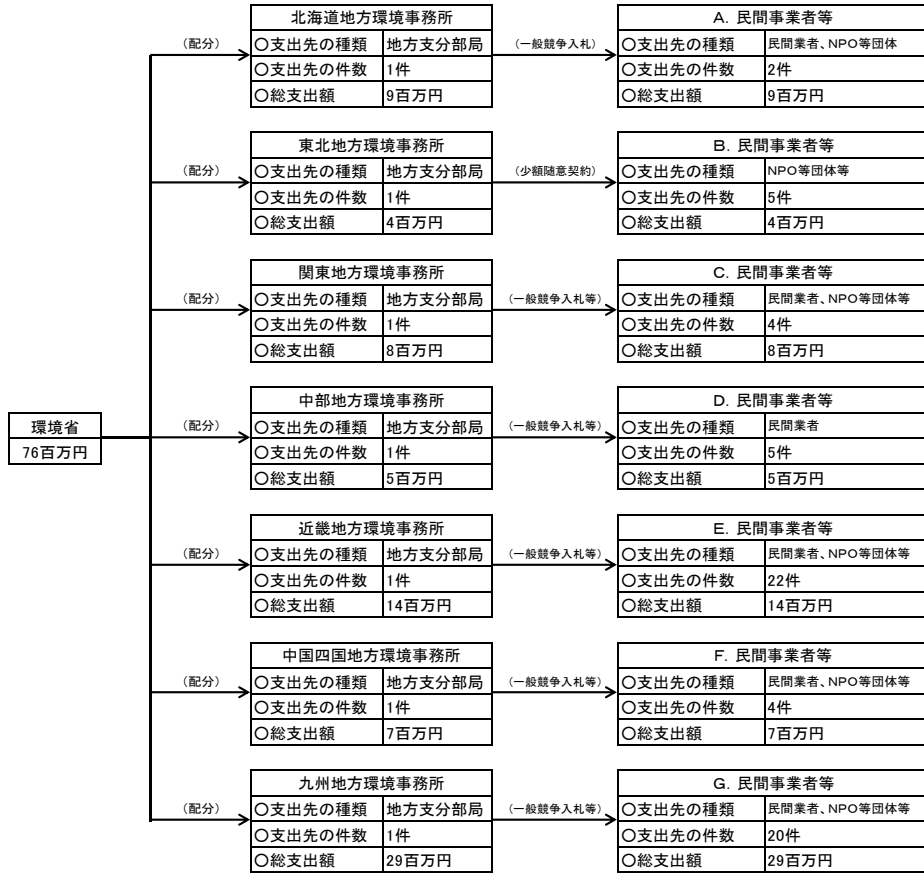 北海道地方環境事務所
A. 民間事業者等
(配分)
○支出先の種類 地方支分部局
(一般競争入札)
○支出先の種類 民間業者、NPO等団体
○支出先の件数 1件
○支出先の件数 2件
○総支出額 9百万円
○総支出額 9百万円
東北地方環境事務所
B. 民間事業者等
(配分)
○支出先の種類 地方支分部局
(少額随意契約)
○支出先の種類 NPO等団体等
○支出先の件数 1件
○支出先の件数 5件
○総支出額 4百万円
○総支出額 4百万円
関東地方環境事務所
C. 民間事業者等
(配分)
○支出先の種類 地方支分部局
(一般競争入札等)
○支出先の種類 民間業者、NPO等団体等
○支出先の件数 1件
○支出先の件数 4件
○総支出額 8百万円
○総支出額 8百万円
中部地方環境事務所
D. 民間事業者等
環境省
76百万円
(配分)
○支出先の種類 地方支分部局
(一般競争入札等)
○支出先の種類 民間業者
○支出先の件数 1件
○支出先の件数 5件
○総支出額 5百万円
○総支出額 5百万円
近畿地方環境事務所
E. 民間事業者等
(配分)
○支出先の種類 地方支分部局
(一般競争入札等)
○支出先の種類 民間業者、NPO等団体等
○支出先の件数 1件
○支出先の件数 22件
○総支出額 14百万円
○総支出額 14百万円
中国四国地方環境事務所
F. 民間事業者等
(配分)
○支出先の種類 地方支分部局
(一般競争入札等)
○支出先の種類 民間業者、NPO等団体等
○支出先の件数 1件
○支出先の件数 4件
○総支出額 7百万円
○総支出額 7百万円
九州地方環境事務所
G. 民間事業者等
(配分)
○支出先の種類 地方支分部局
(一般競争入札等)
○支出先の種類 民間業者、NPO等団体等
○支出先の件数 1件
○支出先の件数 20件
○総支出額 29百万円
○総支出額 29百万円